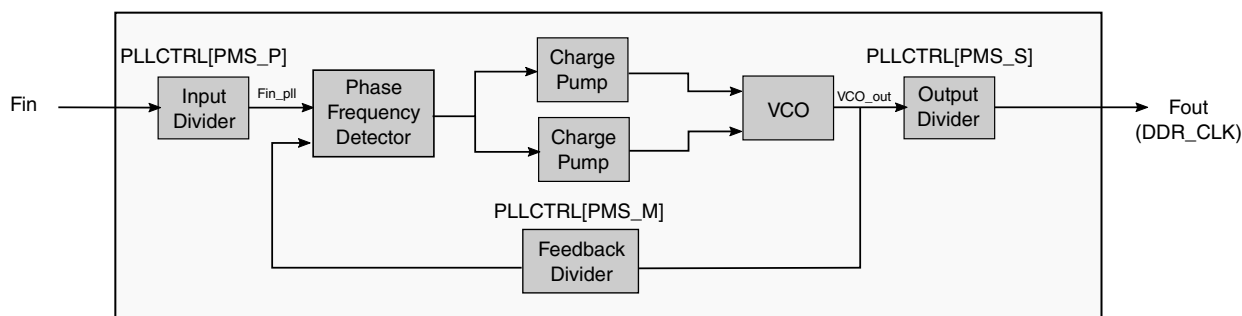 PLLCTRL[PMS_P]
Fin
Input
Divider
Fin_pll
Phase
Frequency
Detector
Charge
Pump
Charge
Pump
VCO
VCO_out
PLLCTRL[PMS_S]
Output
Divider
Fout
(DDR_CLK)
PLLCTRL[PMS_M]
Feedback
Divider